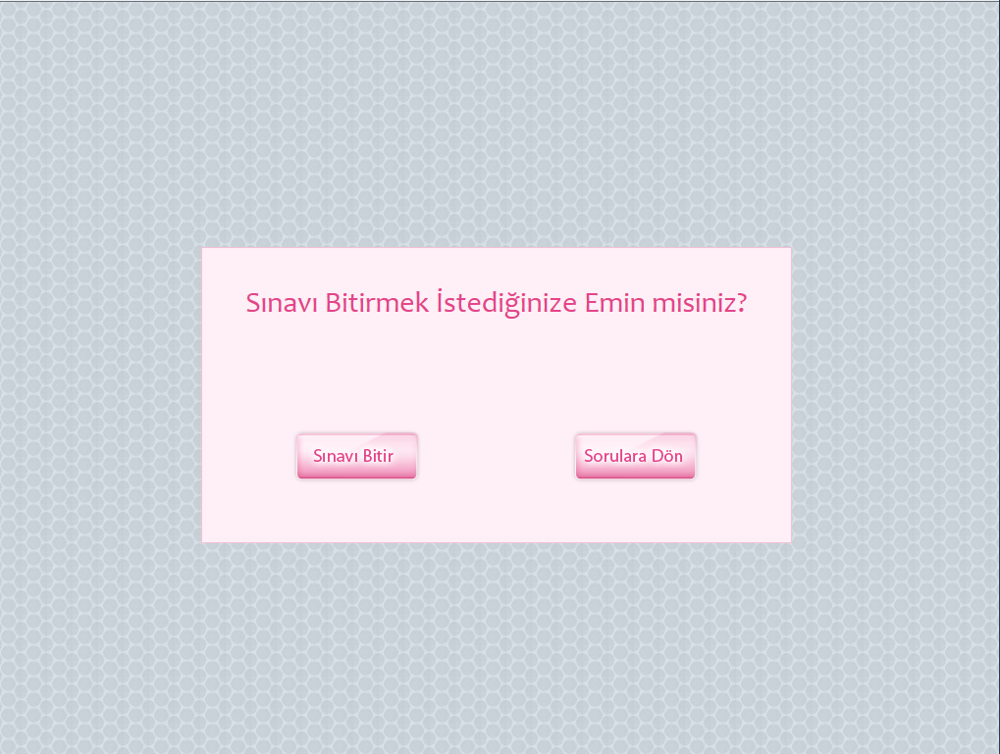 Sınavı Bitirmek İstediğinize Emin misiniz?
Sınavı Bitir
Sorulara Dön